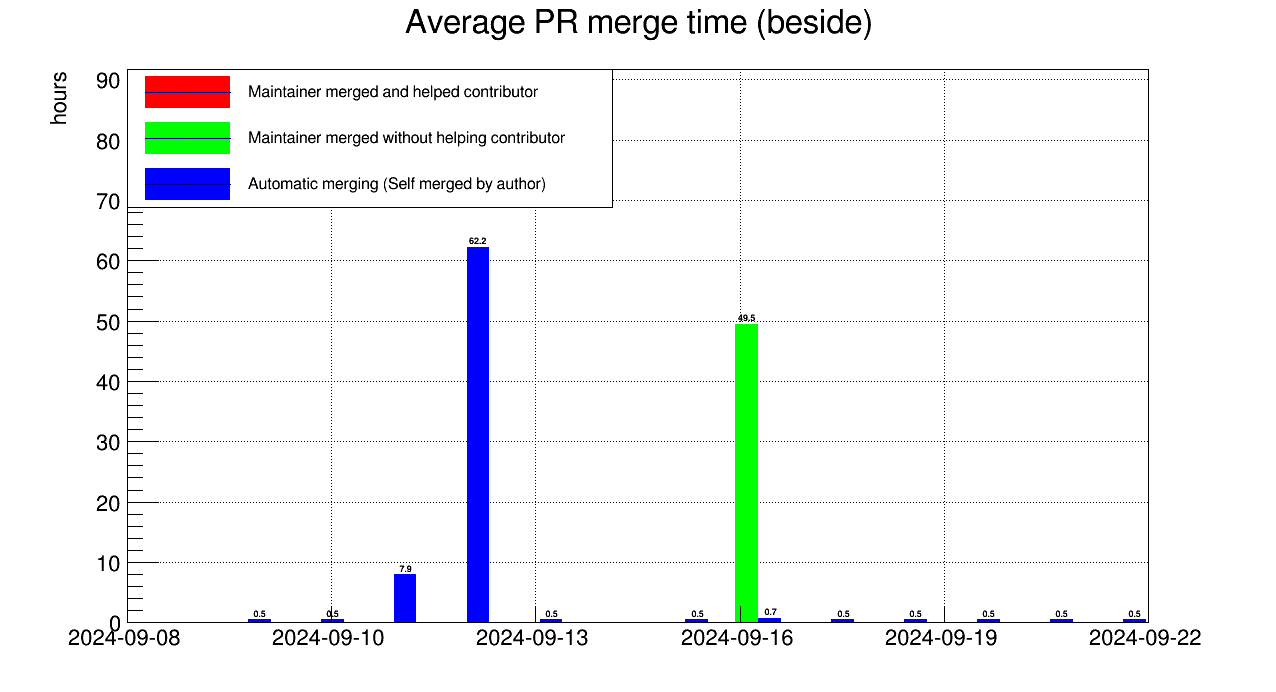 Average PR merge time (beside)
hours
Maintainer merged and helped contributor
Maintainer merged without helping contributor
Automatic merging (Self merged by author)
90
80
70
60
50
40
30
20
10
0
62.2
49.5
7.9
0.5 0.5 0.5 0.5 0.7 0.5 0.5 0.5 0.5 0.5
2024-09-08 2024-09-10 2024-09-13 2024-09-16 2024-09-19 2024-09-22